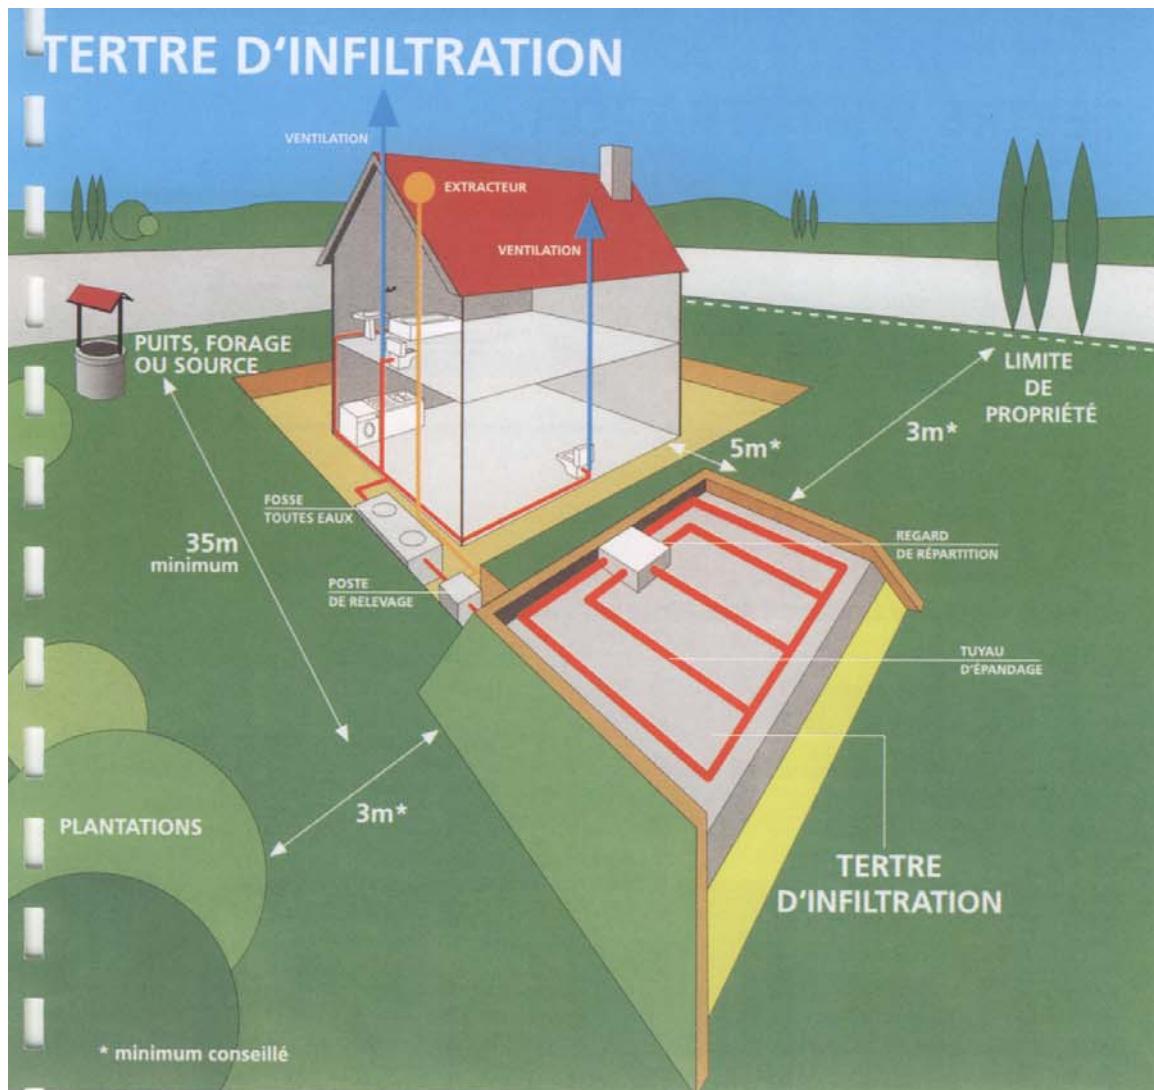 TERTRE D'INFILTRATION
VENTILATION
EXTRACTEUR
VENTILATION
PUITS, FORAGE
OU SOURCE
LIMITE
DE
PROPRIÉTÉ
3m*
5m*
FOSSE
TOUTES EAUX
35m
minimum
REGARD
DE RÉPARTITION
POSTE
DE RELEVAGE
TUYAU
D'ÉPANDAGE
3m*
PLANTATIONS
TERTRE
D'INFILTRATION
* minimum conseillé